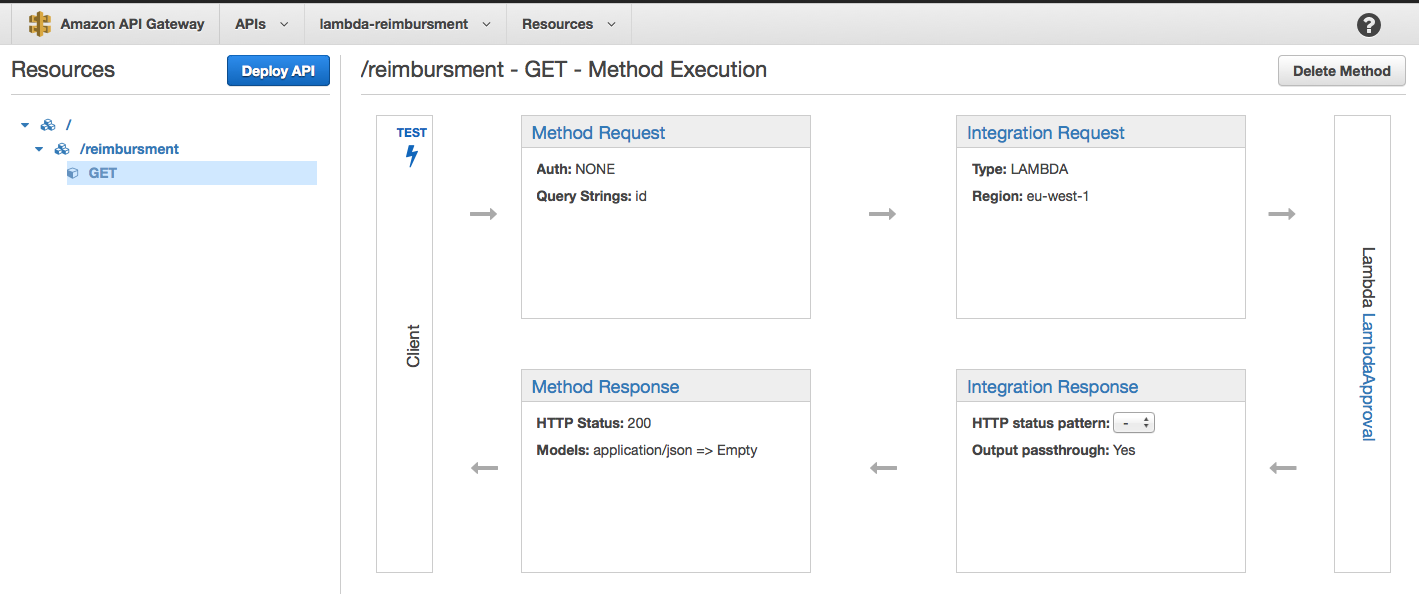 Amazon API Gateway APIs lambda-reimbursment Resources ?
Resources Deploy API
/
/reimbursment
GET
/reimbursment - GET - Method Execution Delete Method
TEST
Client
Method Request
Auth: NONE
Query Strings: id
Integration Request
Type: LAMBDA
Region: eu-west-1
Lambda LambdaApproval
Method Response
HTTP Status: 200
Models: application/json => Empty
Integration Response
HTTP status pattern: -
Output passthrough: Yes